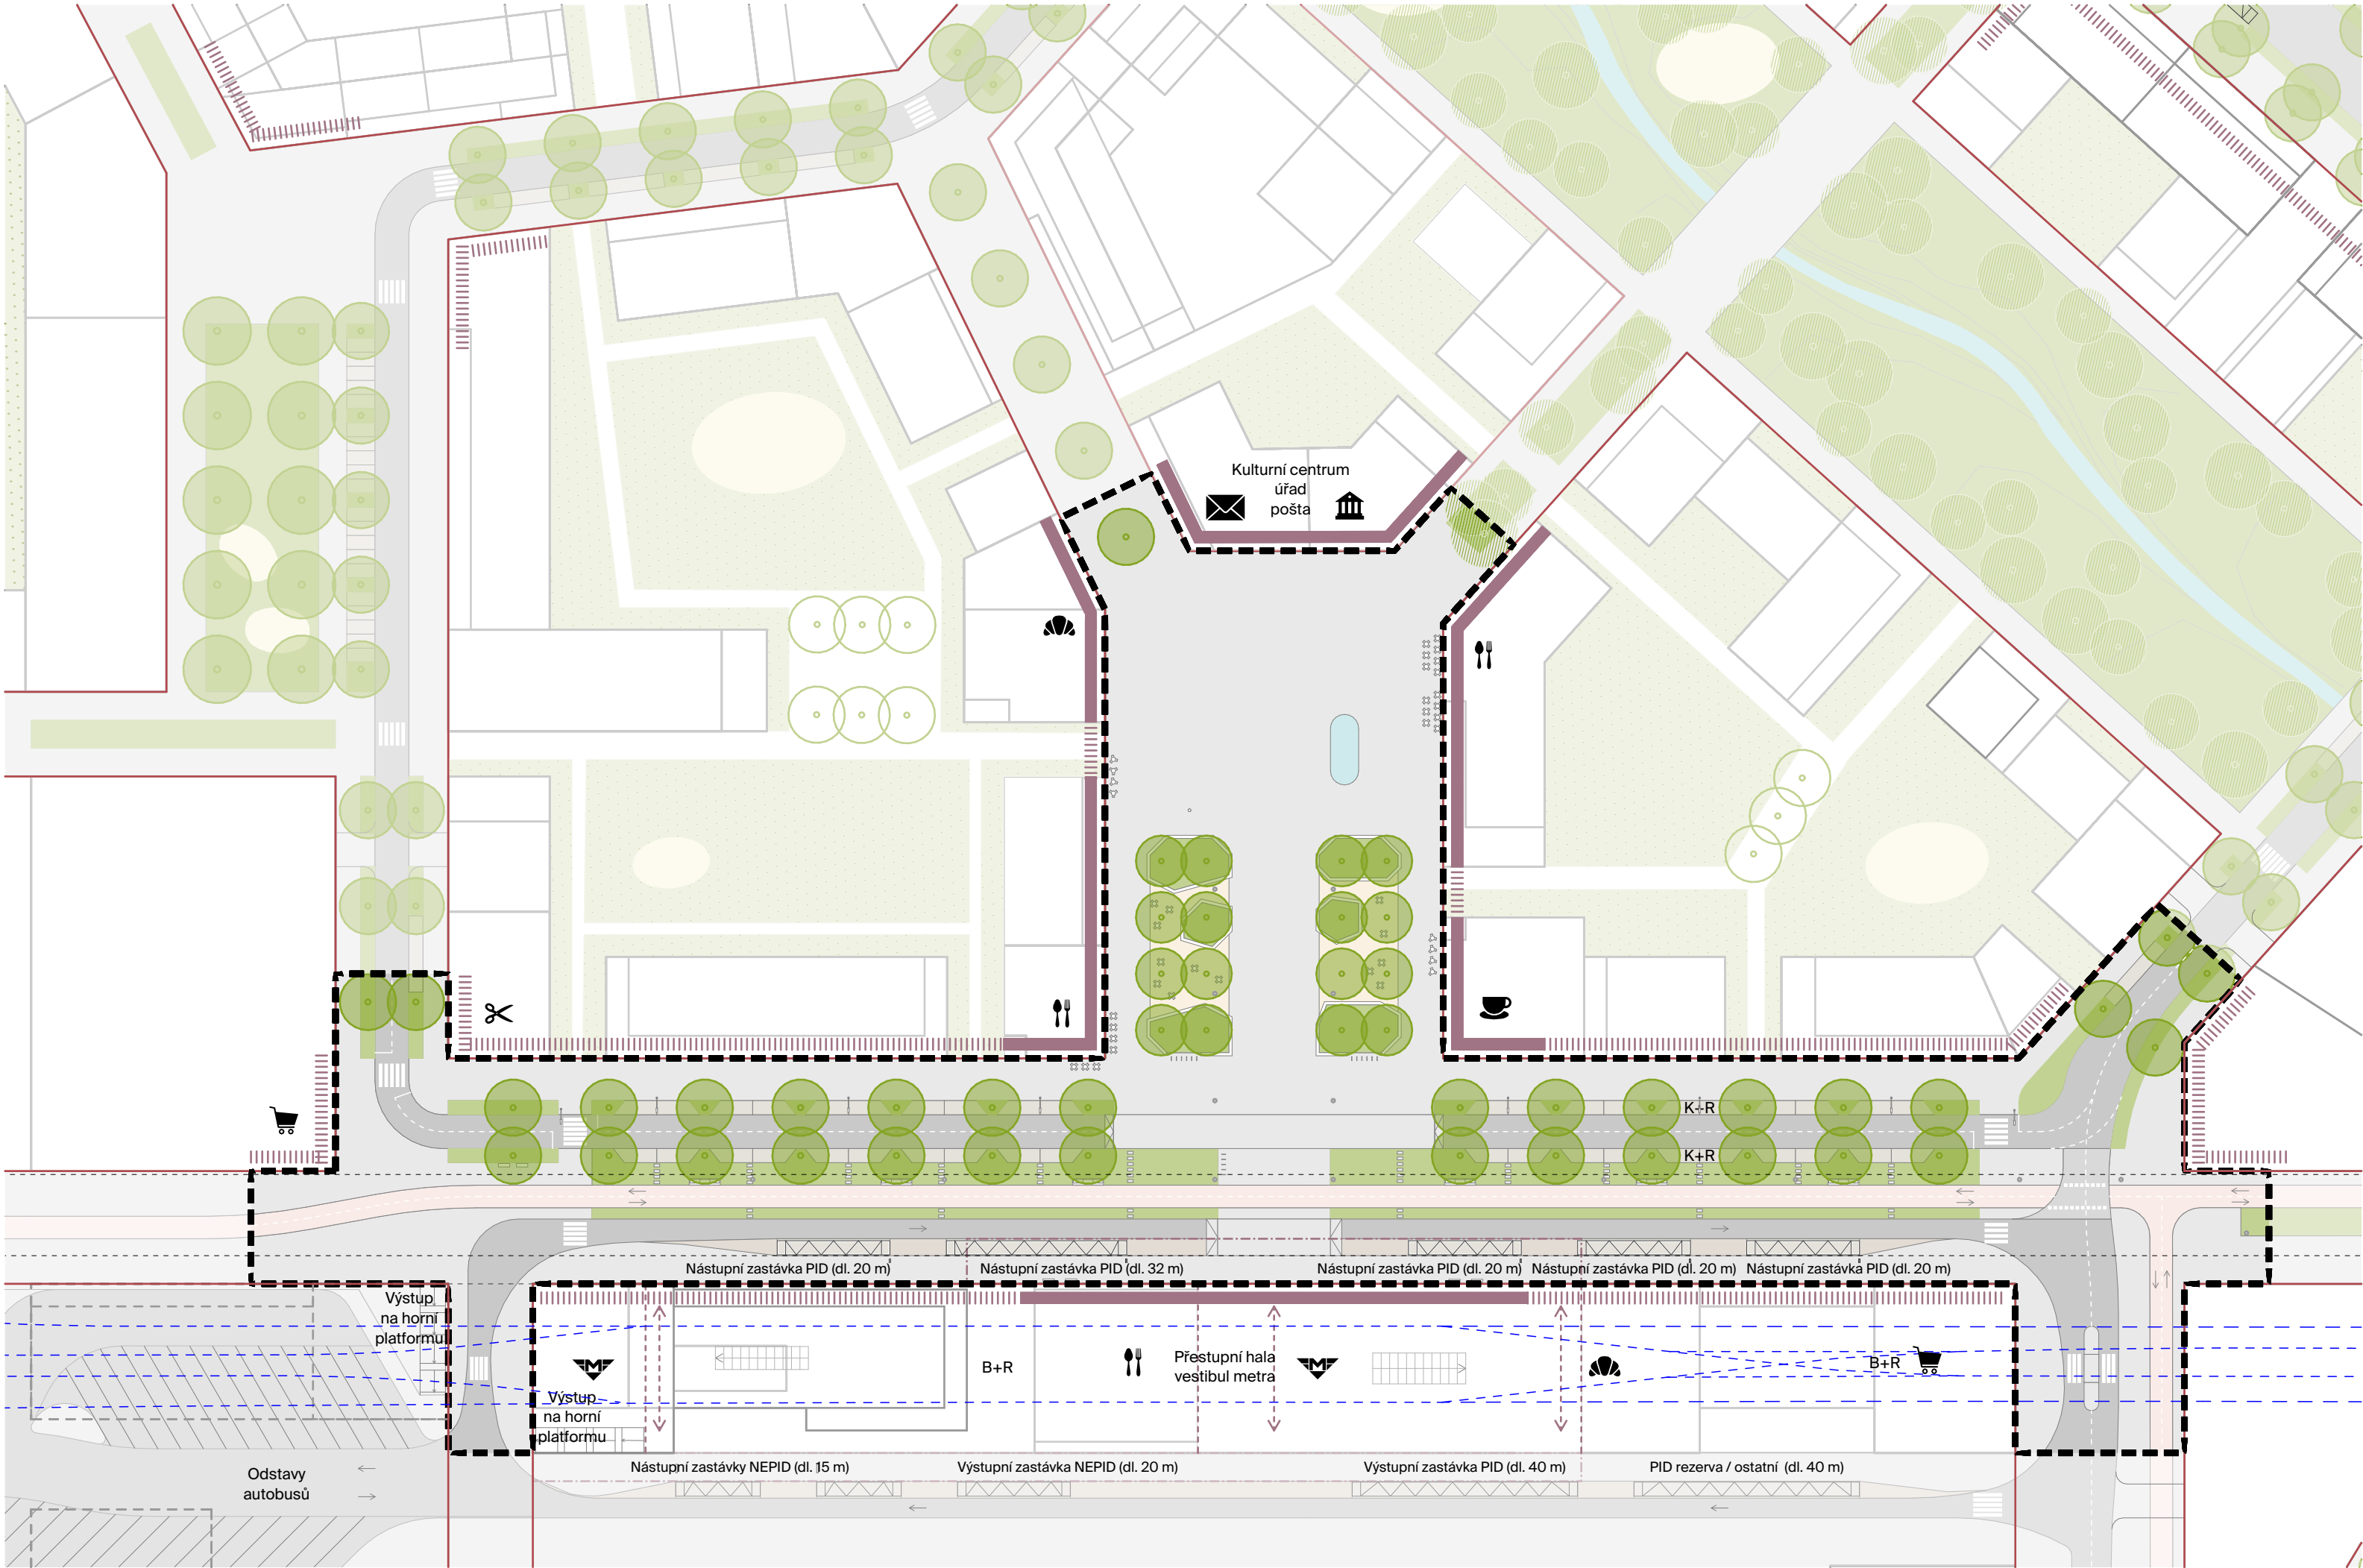 Kulturní centrum
úřad
pošta
K+R
K+R
Nástupní zastávka PID (dl. 20 m)
Nástupní zastávka PID (dl. 32 m)
Nástupní zastávka PID (dl. 20 m)
Nástupní zastávka PID (dl. 20 m)
Nástupní zastávka PID (dl. 20 m)
Výstup
na horní
platformu
B+R
Přestupní hala
vestibul metra
B+R
Výstup
na horní
platformu
Nástupní zastávky NEPID (dl. 15 m)
Výstupní zastávka NEPID (dl. 20 m)
Výstupní zastávka PID (dl. 40 m)
PID rezerva / ostatní (dl. 40 m)
Odstavy
autobusů